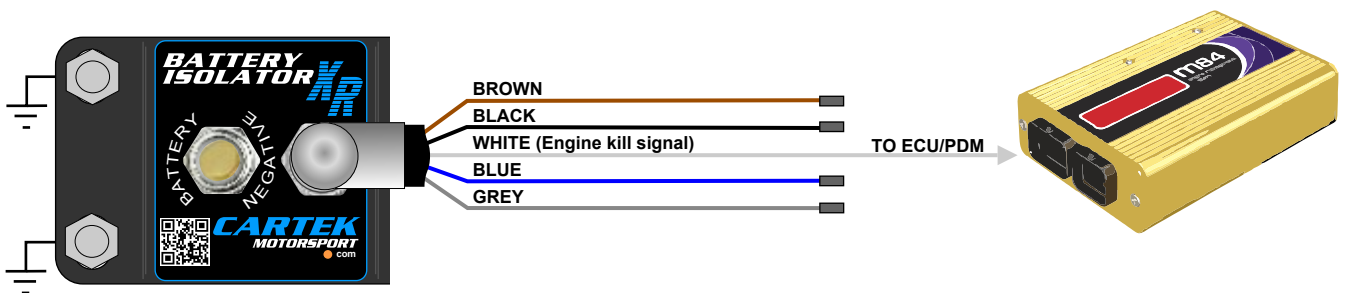 BATTERY
ISOLATOR
XR
BATTERY
NEGATIVE
CARTEK
MOTORSPORT
com
BROWN
BLACK
WHITE (Engine kill signal)
BLUE
GREY
TO ECU/PDM
m84